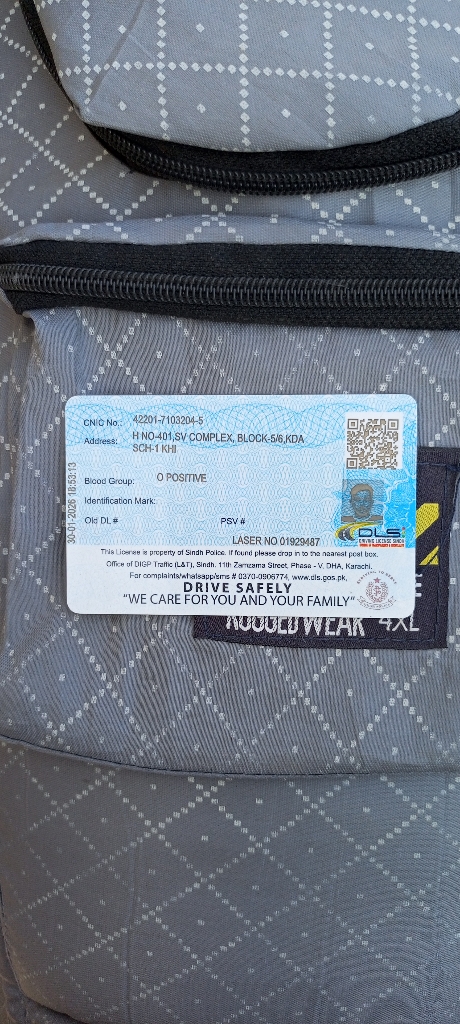 CNIC No.: 42201-7103204-5
Address: H NO-401,SV COMPLEX, BLOCK-5/6,KDA
SCH-1 KHI
Blood Group: O POSITIVE
Identification Mark:
Old DL # PSV #
30-01-2026 18:53:13
DLS
DRIVING LICENSE SINDH
LASER NO 01929487
This License is property of Sindh Police. If found please drop in to the nearest post box.
Office of DIGP Traffic (L&T), Sindh. 11th Zamzama Street, Phase - V, DHA, Karachi.
For complaints/whatsapp/sms # 0370-0906774, www.dls.gos.pk,
DRIVE SAFELY
"WE CARE FOR YOU AND YOUR FAMILY"
RUGGED WEAR 4XL